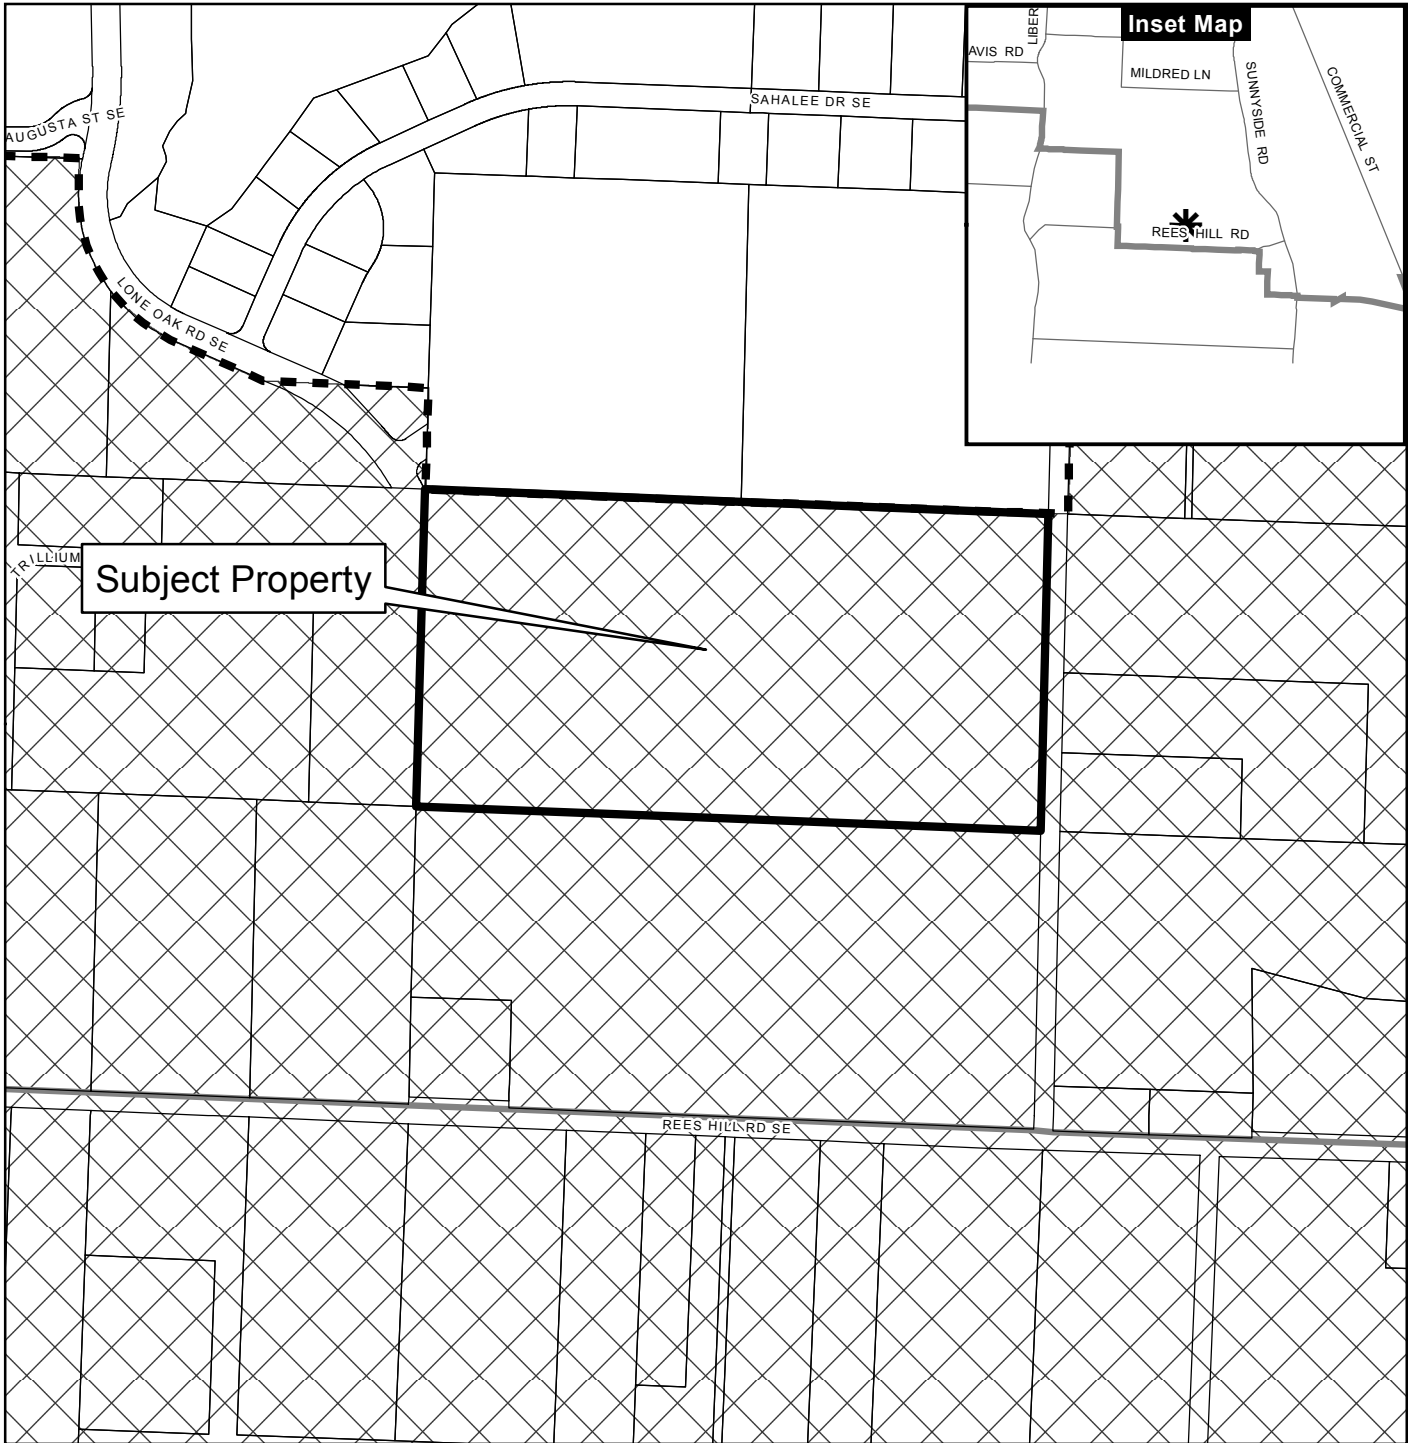 Inset Map
LIBER
AVIS RD
MILDRED LN
SUNNYSIDE RD
COMMERCIAL ST
REES HILL RD
SAHALEE DR SE
AUGUSTA ST SE
LONE OAK RD SE
TRILLIUM
Subject Property
REES HILL RD SE